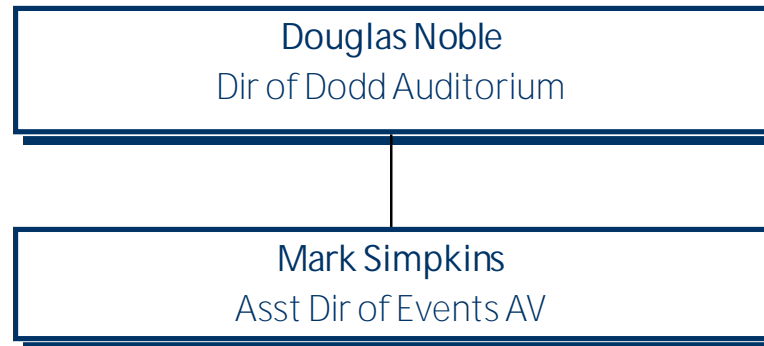 Douglas Noble
Dir of Dodd Auditorium
Mark Simpkins
Asst Dir of Events AV